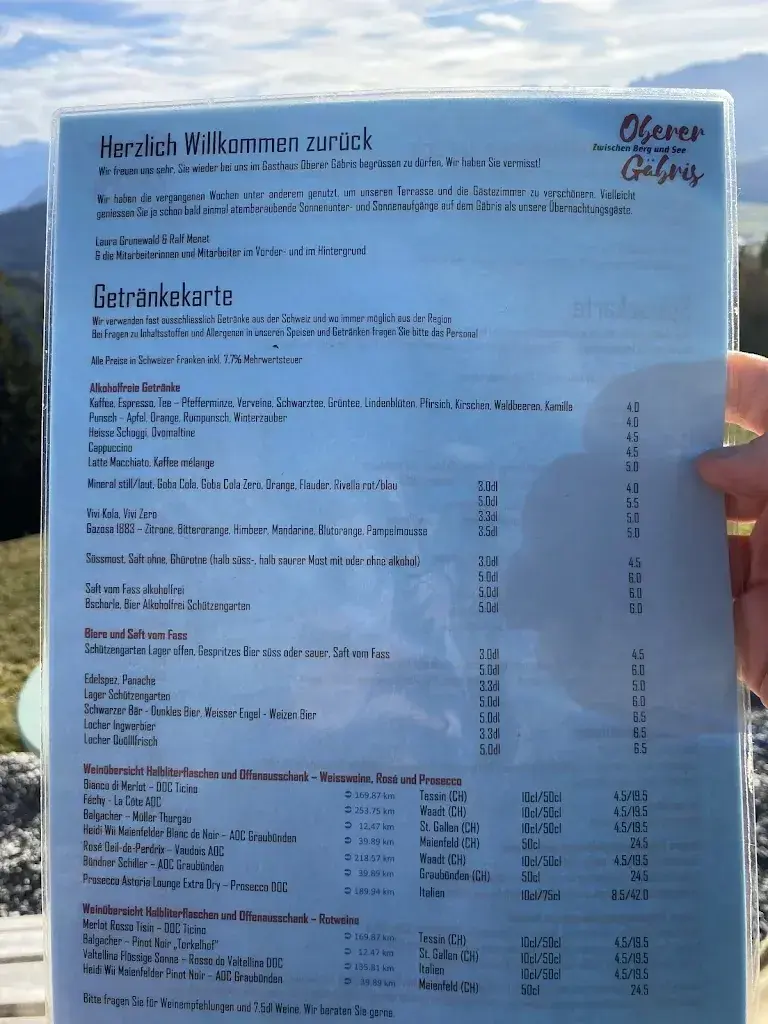 Herzlich Willkommen zurück
Oberer
Zwischen Berg und See
Gäbris
Wir freuen uns sehr, Sie wieder bei uns im Gasthaus Oberer Gäbris begrüssen zu dürfen. Wir haben Sie vermisst!
Wir haben die vergangenen Wochen unter anderem genutzt, um unseren Terrasse und die Gästezimmer zu verschönern. Vielleicht
geniessen Sie ja schon bald einmal atemberaubende Sonnenunter- und Sonnenaufgänge auf dem Gäbris als unsere Übernachtungsgäste.
Laura Grunewald & Ralf Menet
& die Mitarbeiterinnen und Mitarbeiter im Vorder- und im Hintergrund
Getränkekarte
Wir verwenden fast ausschliesslich Getränke aus der Schweiz und wo immer möglich aus der Region
Bei Fragen zu Inhaltsstoffen und Allergenen in unseren Speisen und Getränken fragen Sie bitte das Personal
Alle Preise in Schweizer Franken inkl. 7.7% Mehrwertsteuer
Alkoholfreie Getränke
Kaffee, Espresso, Tee – Pfefferminze, Verveine, Schwarztee, Grüntee, Lindenblüten, Pfirsich, Kirschen, Waldbeeren, Kamille 4.0
Punsch – Apfel, Orange, Rumpunsch, Winterzauber 4.0
Heisse Schoggi, Ovomaltine 4.5
Cappuccino 4.5
Latte Macchiato, Kaffee mélange 5.0
Mineral still/laut, Goba Cola, Goba Cola Zero, Orange, Flauder, Rivella rot/blau 3.0dl 4.0
5.0dl 5.5
Vivi Kola, Vivi Zero 3.3dl 5.0
Gazosa 1883 – Zitrone, Bitterorange, Himbeer, Mandarine, Blutorange, Pampelmousse 3.5dl 5.0
Süssmost, Saft ohne, Ghürotne (halb süss-, halb saurer Most mit oder ohne alkohol) 3.0dl 4.5
5.0dl 6.0
Saft vom Fass alkoholfrei 5.0dl 6.0
Bschorle, Bier Alkoholfrei Schützengarten 5.0dl 6.0
Biere und Saft vom Fass
Schützengarten Lager offen, Gespritzes Bier süss oder sauer, Saft vom Fass 3.0dl 4.5
5.0dl 6.0
Edelspez, Panache 3.3dl 5.0
Lager Schützengarten 5.0dl 6.0
Schwarzer Bär - Dunkles Bier, Weisser Engel - Weizen Bier 5.0dl 6.5
Locher Ingwerbier 3.3dl 6.5
Locher Quöllfrisch 5.0dl 6.5
Weinübersicht Halbliterflaschen und Offenausschank – Weissweine, Rosé und Prosecco
Bianco di Merlot – DOC Ticino 169.87 km Tessin (CH) 10cl/50cl 4.5/19.5
Féchy - La Côte AOC 253.75 km Waadt (CH) 10cl/50cl 4.5/19.5
Balgacher – Müller Thurgau 12.47 km St. Gallen (CH) 10cl/50cl 4.5/19.5
Heidi Wii Maienfelder Blanc de Noir – AOC Graubünden 39.89 km Maienfeld (CH) 50cl 24.5
Rosé Oeil-de-Perdrix – Vaudois AOC 218.57 km Waadt (CH) 10cl/50cl 4.5/19.5
Bündner Schiller – AOC Graubünden 39.89 km Graubünden (CH) 50cl 24.5
Prosecco Astoria Lounge Extra Dry – Prosecco DOC 189.94 km Italien 10cl/75cl 8.5/42.0
Weinübersicht Halbliterflaschen und Offenausschank – Rotweine
Merlot Rosso Tisin – DOC Ticino 169.87 km Tessin (CH) 10cl/50cl 4.5/19.5
Balgacher – Pinot Noir „Torkelhof“ 12.47 km St. Gallen (CH) 10cl/50cl 4.5/19.5
Valtellina Flüssige Sonne – Rosso de Valtellina DOC 135.81 km Italien 10cl/50cl 4.5/19.5
Heidi Wii Maienfelder Pinot Noir – AOC Graubünden 39.89 km Maienfeld (CH) 50cl 24.5
Bitte fragen Sie für Weinempfehlungen und 7.5dl Weine. Wir beraten Sie gerne.